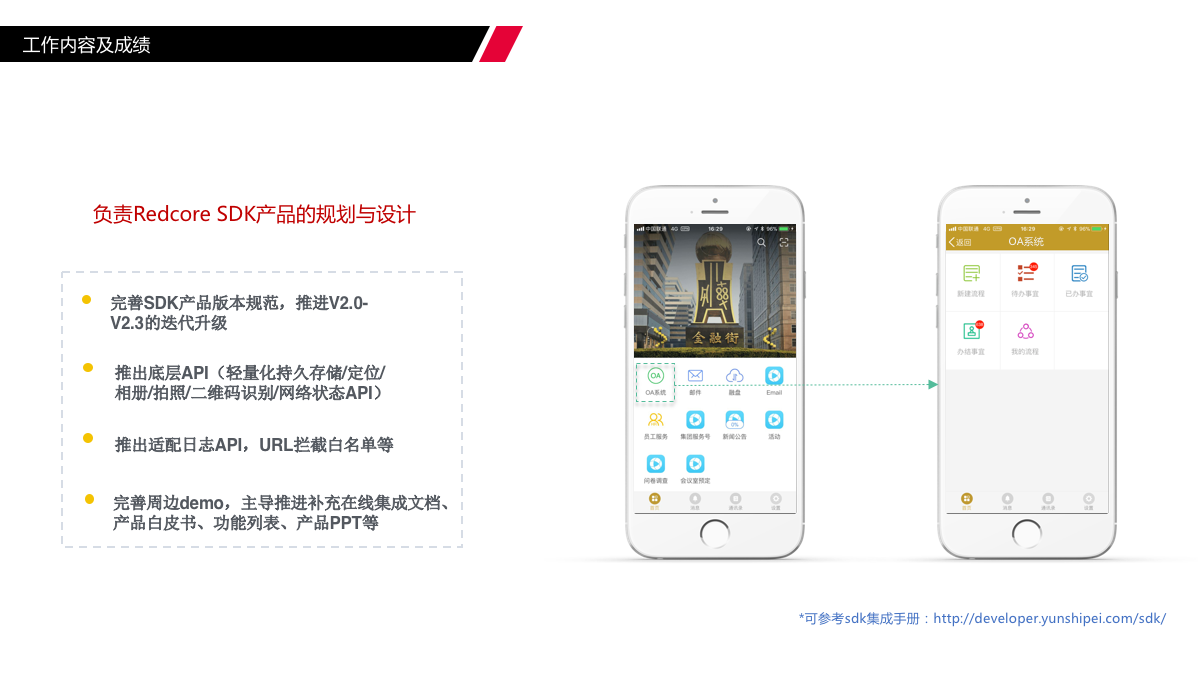 工作内容及成绩
负责Redcore SDK产品的规划与设计
完善SDK产品版本规范，推进V2.0-
V2.3的迭代升级
推出底层API（轻量化持久存储/定位/
相册/拍照/二维码识别/网络状态API）
推出适配日志API，URL拦截白名单等
完善周边demo，主导推进补充在线集成文档、
产品白皮书、功能列表、产品PPT等
中国联通 4G 16:29 96%
金融街
OA
OA系统 邮件 融盘 Email
0%
员工服务 集团服务号 新闻公告 活动
问卷调查 会议室预定
首页 消息 通讯录 设置
中国联通 4G 16:29 96%
返回 OA系统
新建流程 待办事宜 已办事宜
办结事宜 我的流程
首页 消息 通讯录 设置
*可参考sdk集成手册：http://developer.yunshipei.com/sdk/